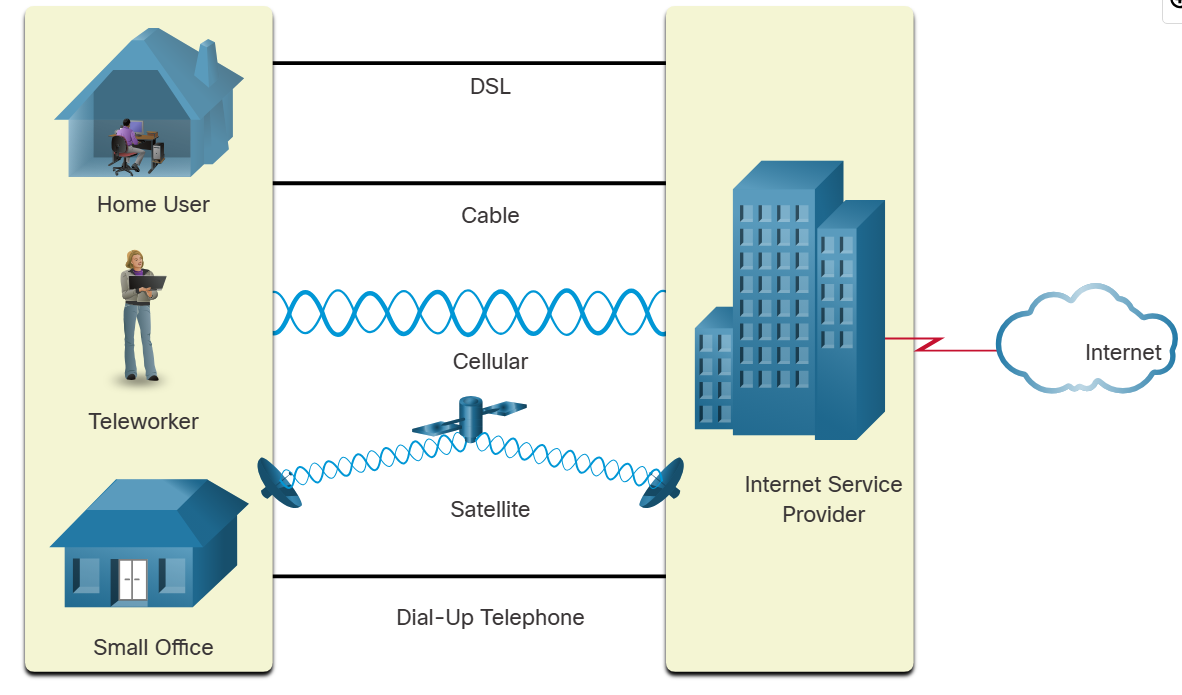 DSL
Home User
Cable
Cellular
Internet
Teleworker
Satellite
Internet Service
Provider
Dial-Up Telephone
Small Office